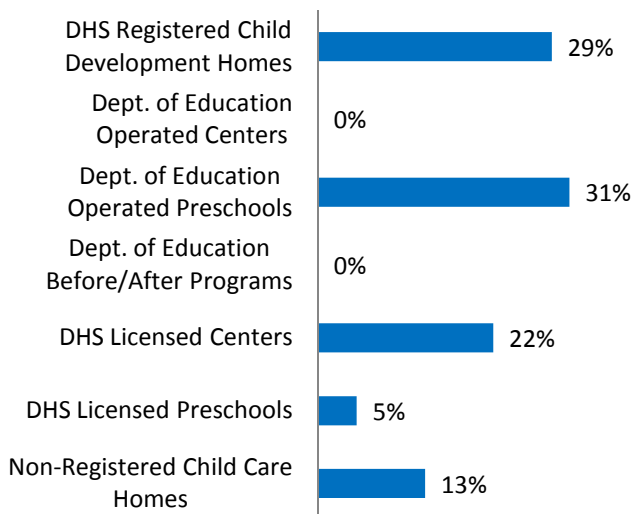 DHS Registered Child
Development Homes
29%
Dept. of Education
Operated Centers
0%
Dept. of Education
Operated Preschools
31%
Dept. of Education
Before/After Programs
0%
DHS Licensed Centers
22%
DHS Licensed Preschools
5%
Non-Registered Child Care
Homes
13%